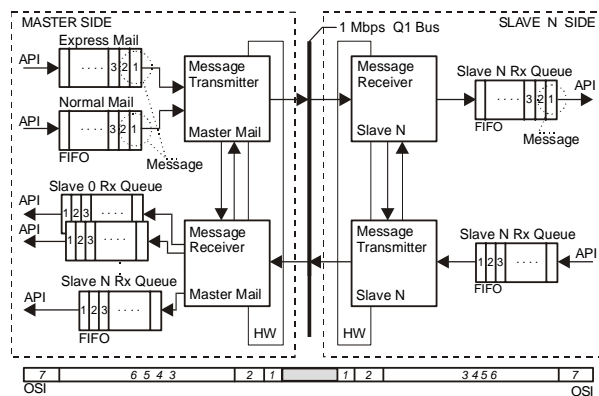 MASTER SIDE
1 Mbps Q1 Bus
SLAVE N SIDE
Express Mail
API
.... 3 2 1
Normal Mail
API
.... 3 2 1
FIFO
Message
Message
Transmitter
Master Mail
Message
Receiver
Slave N
Slave N Rx Queue
API
.... 3 2 1
FIFO
Message
Slave 0 Rx Queue
API
1 2 3 ....
API
1 2 3 ....
Slave N Rx Queue
API
1 2 3 ....
FIFO
Message
Receiver
Master Mail
HW
Message
Transmitter
Slave N
HW
Slave N Rx Queue
API
1 2 3 ....
FIFO
7 6 5 4 3 2 1 1 2 3 4 5 6 7
OSI
OSI